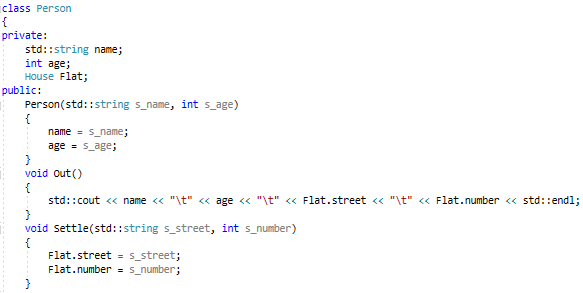 class Person
{
private:
std::string name;
int age;
House Flat;
public:
Person(std::string s_name, int s_age)
{
name = s_name;
age = s_age;
}
void Out()
{
std::cout << name << "\t" << age << "\t" << Flat.street << "\t" << Flat.number << std::endl;
}
void Settle(std::string s_street, int s_number)
{
Flat.street = s_street;
Flat.number = s_number;
}